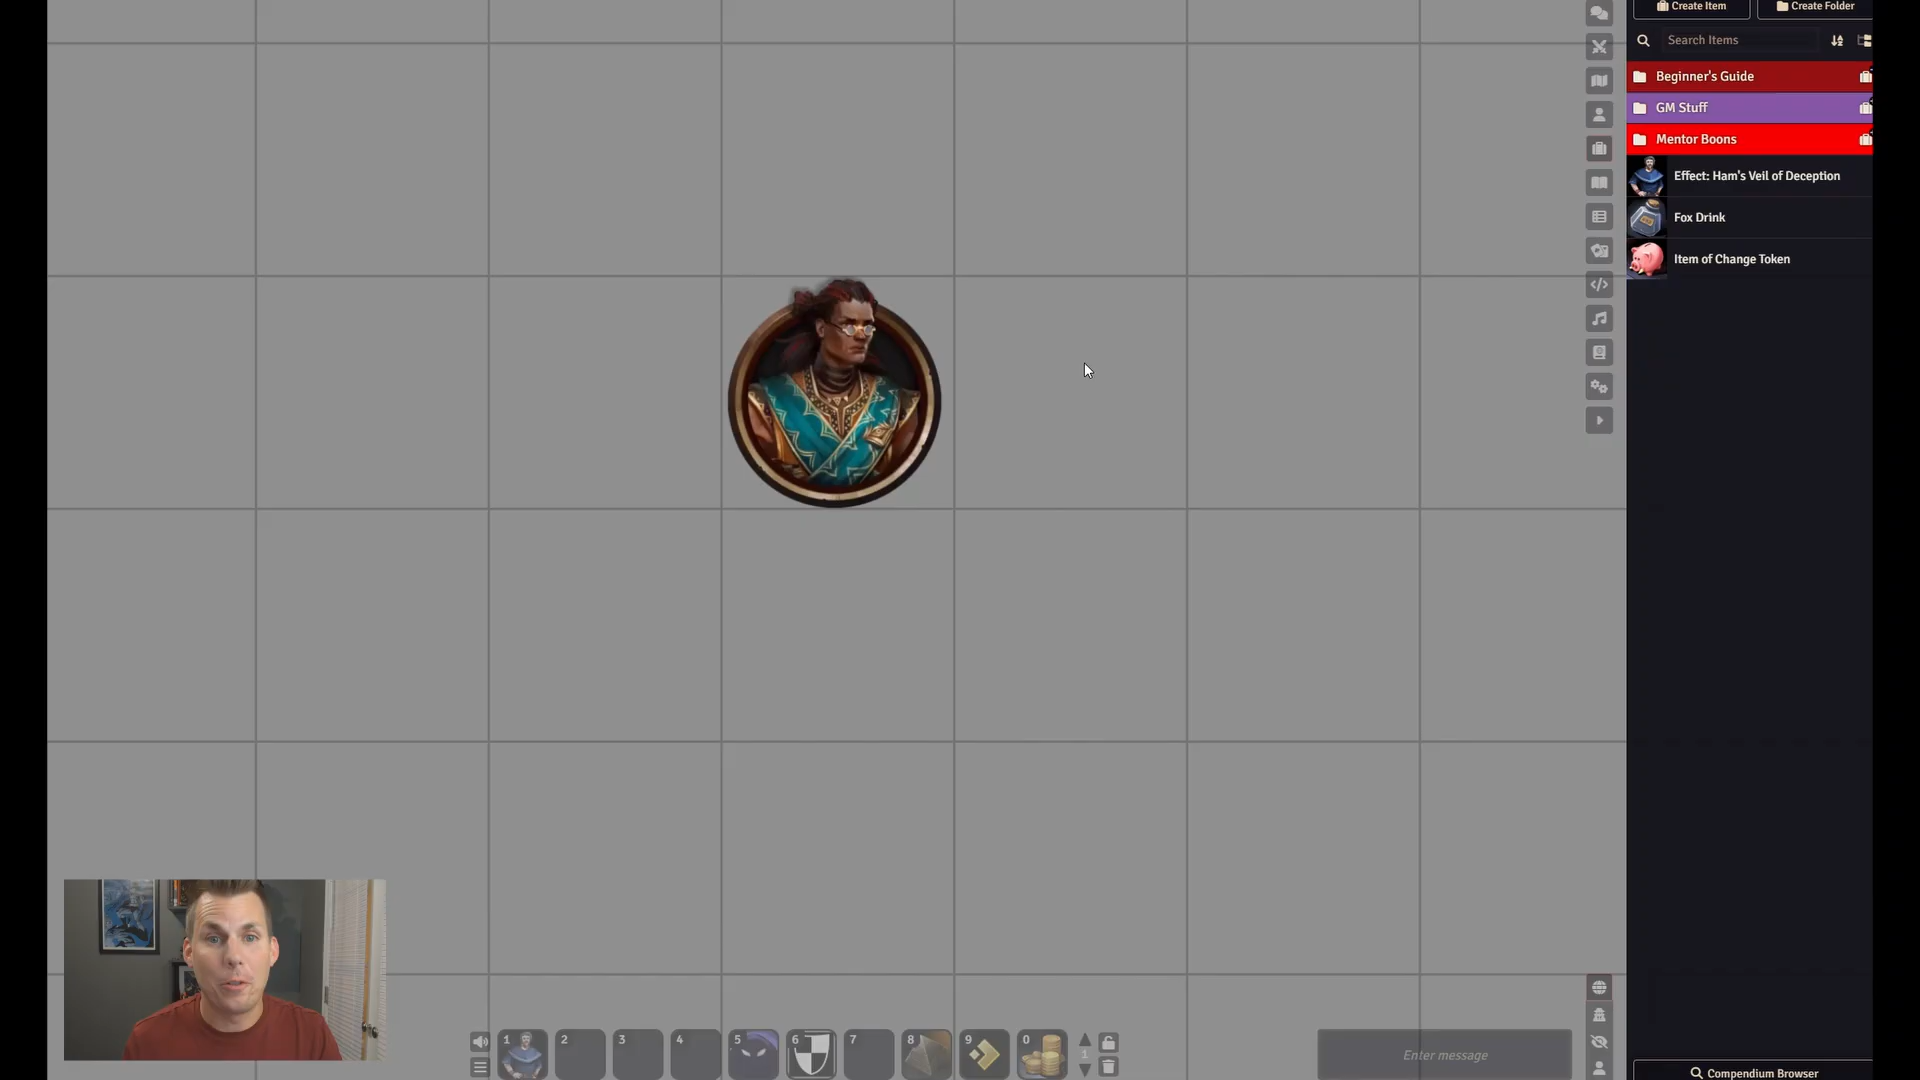 Create Item
Create Folder
Search Items
Beginner's Guide
GM Stuff
Mentor Boons
Effect: Ham's Veil of Deception
Fox Drink
Item of Change Token
1
2
3
4
5
6
7
8
9
0
1
Enter message
Compendium Browser